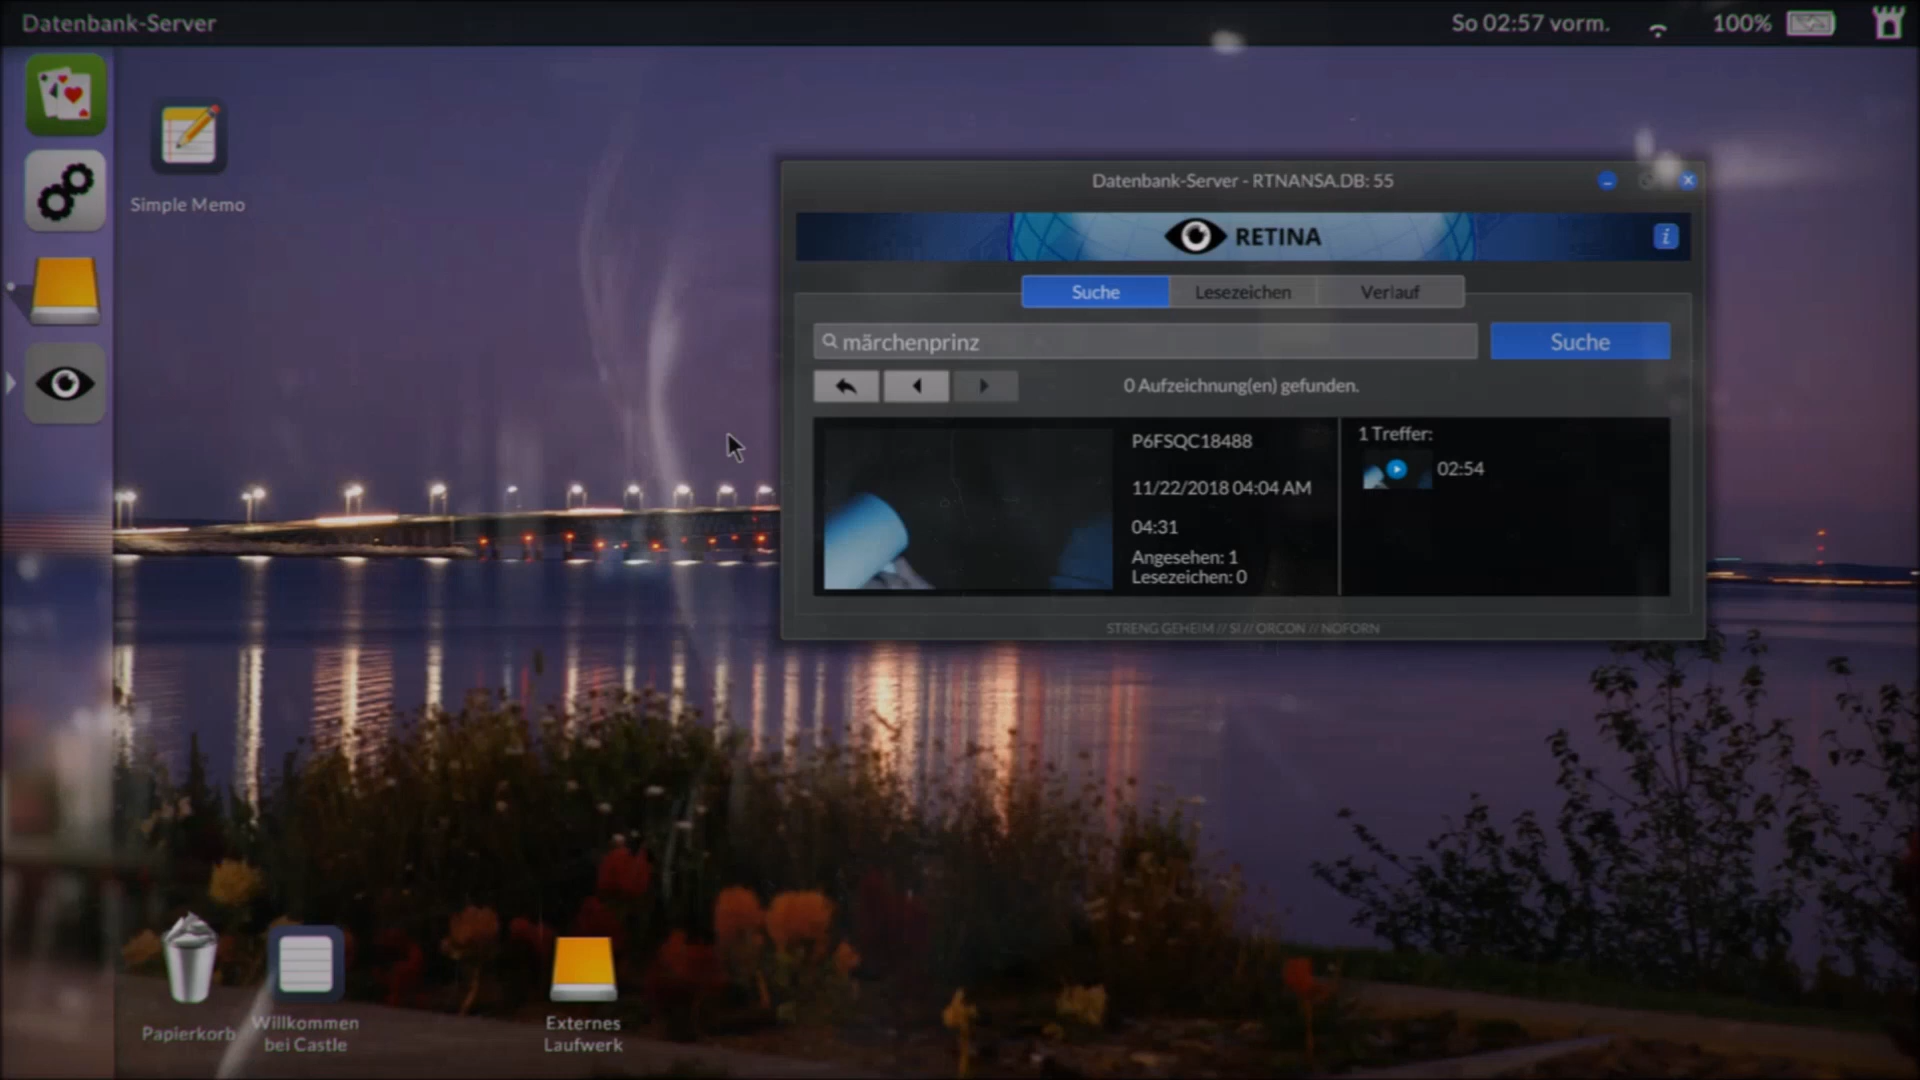 Datenbank-Server
So 02:57 vorm.
100%
Simple Memo
Datenbank-Server - RTNANSA.DB: 55
RETINA
i
Suche
Lesezeichen
Verlauf
märchenprinz
Suche
0 Aufzeichnung(en) gefunden.
P6FSQC18488
11/22/2018 04:04 AM
04:31
Angesehen: 1
Lesezeichen: 0
1 Treffer:
02:54
STRENG GEHEIM // SI // ORCON // NOFORN
Papierkorb
Willkommen
bei Castle
Externes
Laufwerk